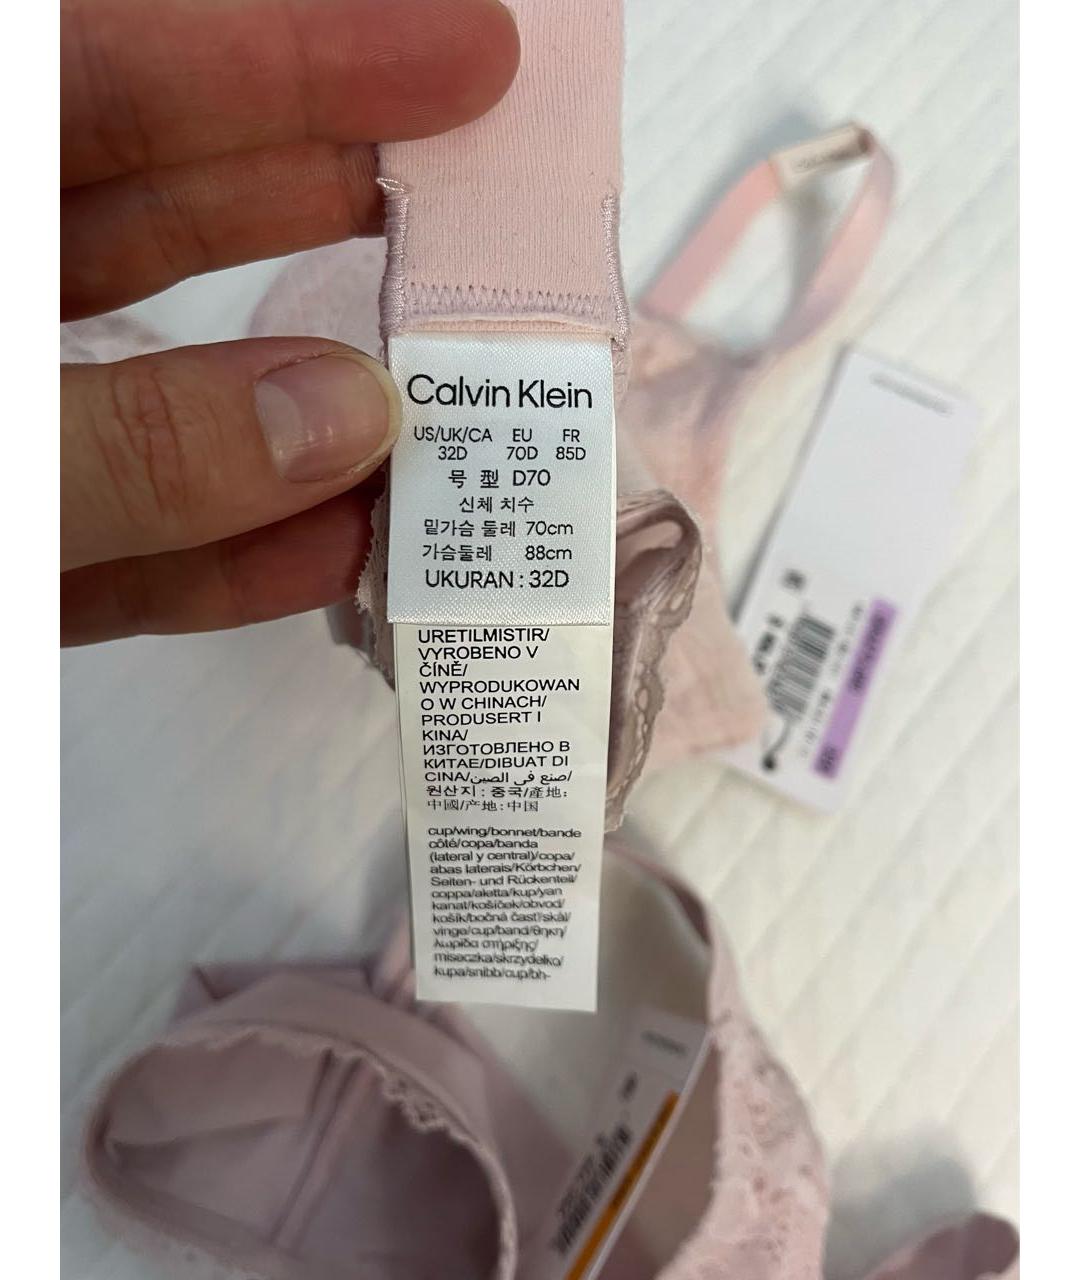 Calvin Klein
US/UK/CA EU FR
32D 70D 85D
号 型 D70
신체 치수
밑가슴 둘레 70cm
가슴둘레 88cm
UKURAN : 32D
URETILMISTIR/
VYROBENO V
ČÍNĚ/
WYPRODUKOWAN
O W CHINACH/
PRODUSERT I
KINA/
ИЗГОТОВЛЕНО В
КИТАЕ/DIBUAT DI
CINA/صنع في الصين/
원산지 : 중국/產地:
中國/产地: 中国
cup/wing/bonnet/bande
côté/copa/banda
(lateral y central)/copa/
abas laterais/Körbchen/
Seiten- und Rückenteil/
coppa/aletta/kup/yan
kanat/košíček/obvod/
košík/bočná časť/skål/
vinge/cup/band/θηκη/
λωρίδα στήριξης/
miseczka/skrzydełko/
kupa/snibb/cup/bh-